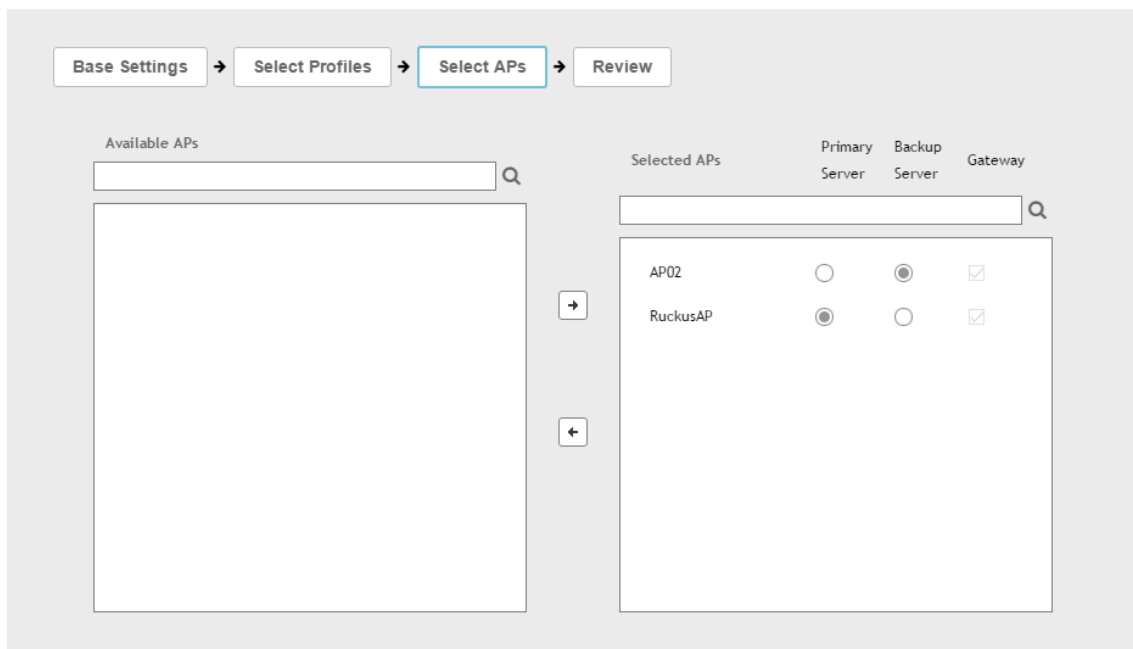 Base Settings → Select Profiles → Select APs → Review
Available APs
Selected APs Primary Server Backup Server Gateway
AP02
RuckusAP